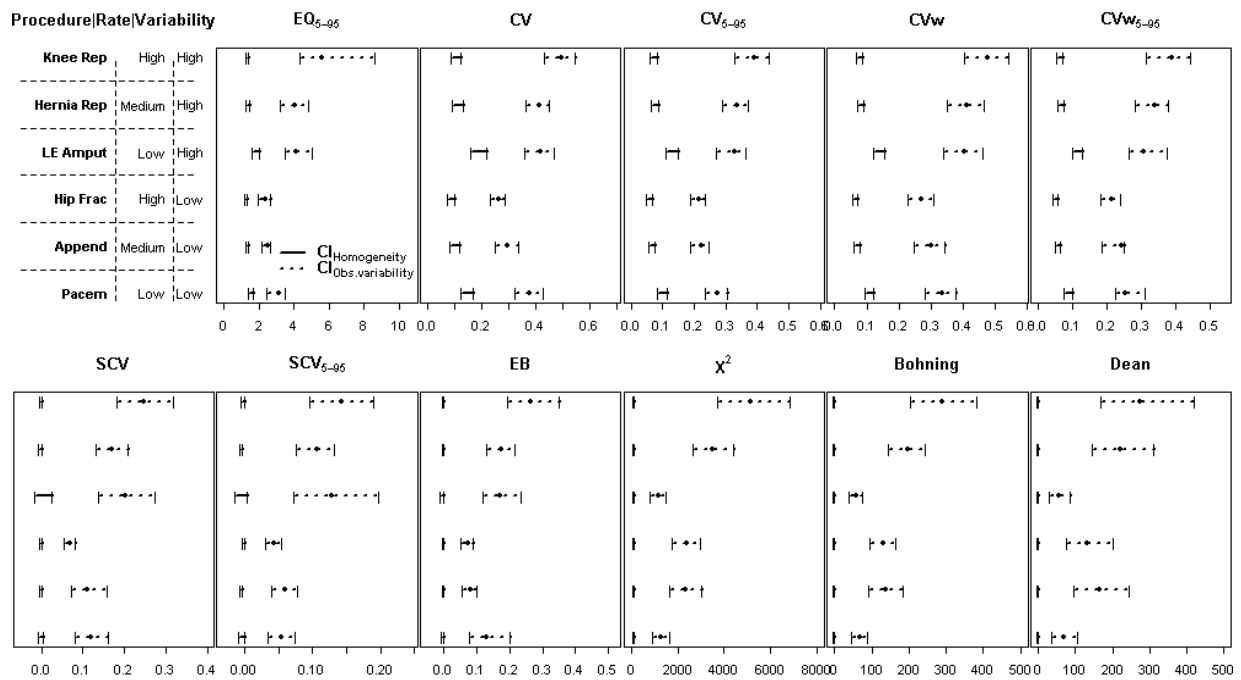 Procedure|Rate|Variability
EQ5–95
CV
CV5–95
CVw
CVw5–95
Knee Rep High High
Hernia Rep Medium High
LE Amput Low High
Hip Frac High Low
Append Medium Low
Pacem Low Low
CIHomogeneity
CIObs.variability
0 2 4 6 8 10
0.0 0.2 0.4 0.6
0.0 0.1 0.2 0.3 0.4 0.5 0.6
0.0 0.1 0.2 0.3 0.4 0.5 0.6
0.0 0.1 0.2 0.3 0.4 0.5
SCV
SCV5–95
EB
χ2
Bohning
Dean
0.0 0.1 0.2 0.3 0.4
0.00 0.10 0.20
0.0 0.1 0.2 0.3 0.4 0.5
0 2000 4000 6000 8000
0 100 200 300 400 500
0 100 200 300 400 500